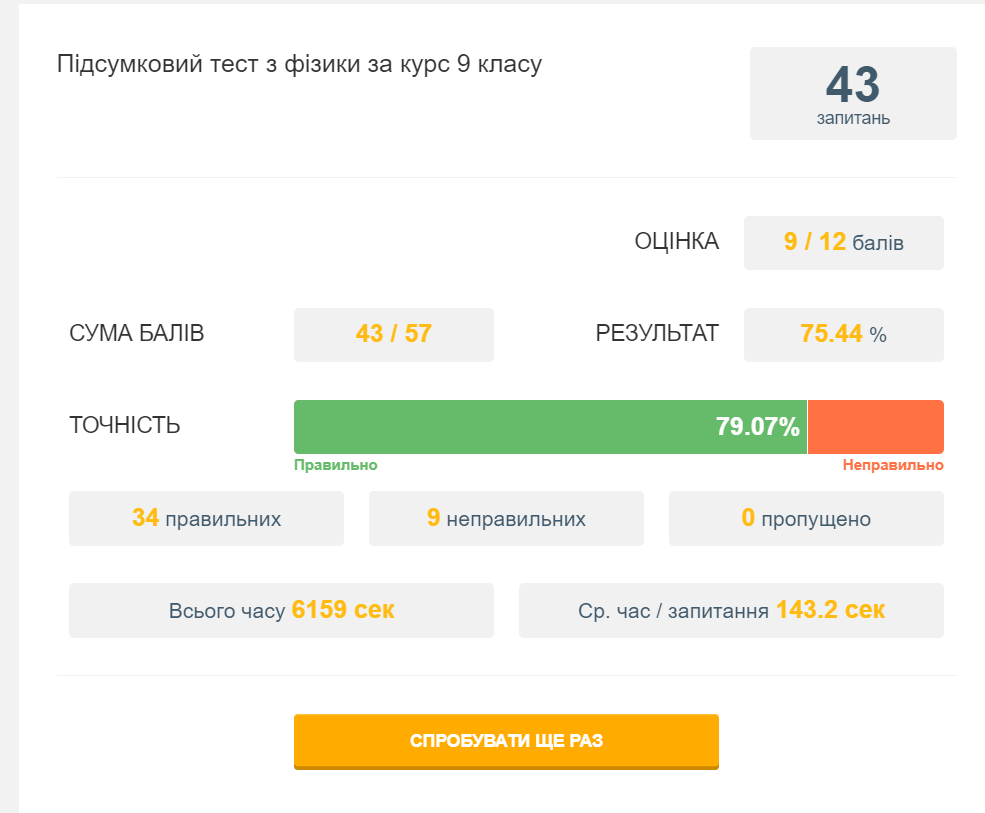 Підсумковий тест з фізики за курс 9 класу
43
запитань
ОЦІНКА
9 / 12 балів
СУМА БАЛІВ
43 / 57
РЕЗУЛЬТАТ
75.44 %
ТОЧНІСТЬ
79.07%
Правильно
Неправильно
34 правильних
9 неправильних
0 пропущено
Всього часу 6159 сек
Ср. час / запитання 143.2 сек
СПРОБУВАТИ ЩЕ РАЗ